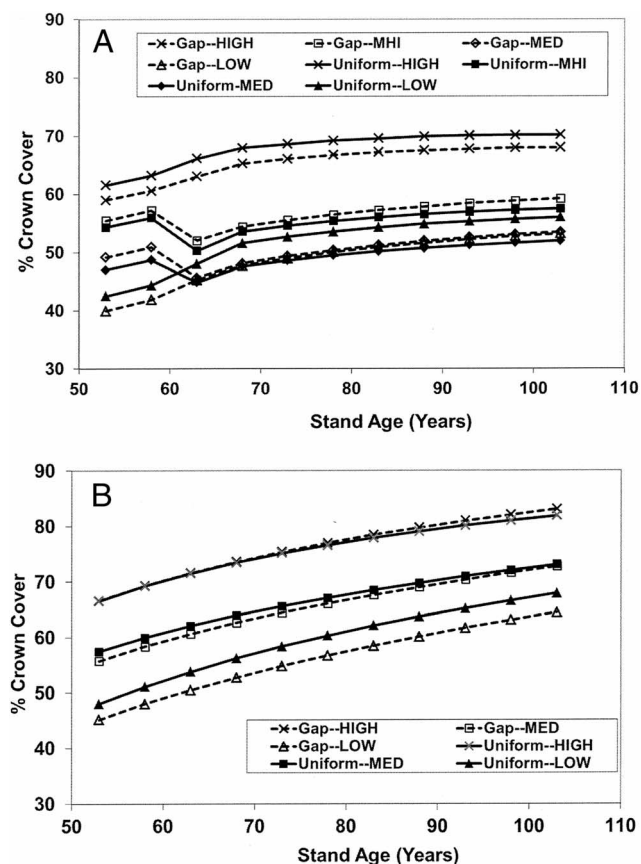 A
Gap--HIGH Gap--MHI Gap--MED
Gap--LOW Uniform--HIGH Uniform--MHI
Uniform-MED Uniform--LOW
90
80
70
60
50
40
30
% Crown Cover
50 60 70 80 90 100 110
Stand Age (Years)
B
90
80
70
60
50
40
30
% Crown Cover
Gap--HIGH Gap--MED
Gap--LOW Uniform--HIGH
Uniform--MED Uniform--LOW
50 60 70 80 90 100 110
Stand Age (Years)